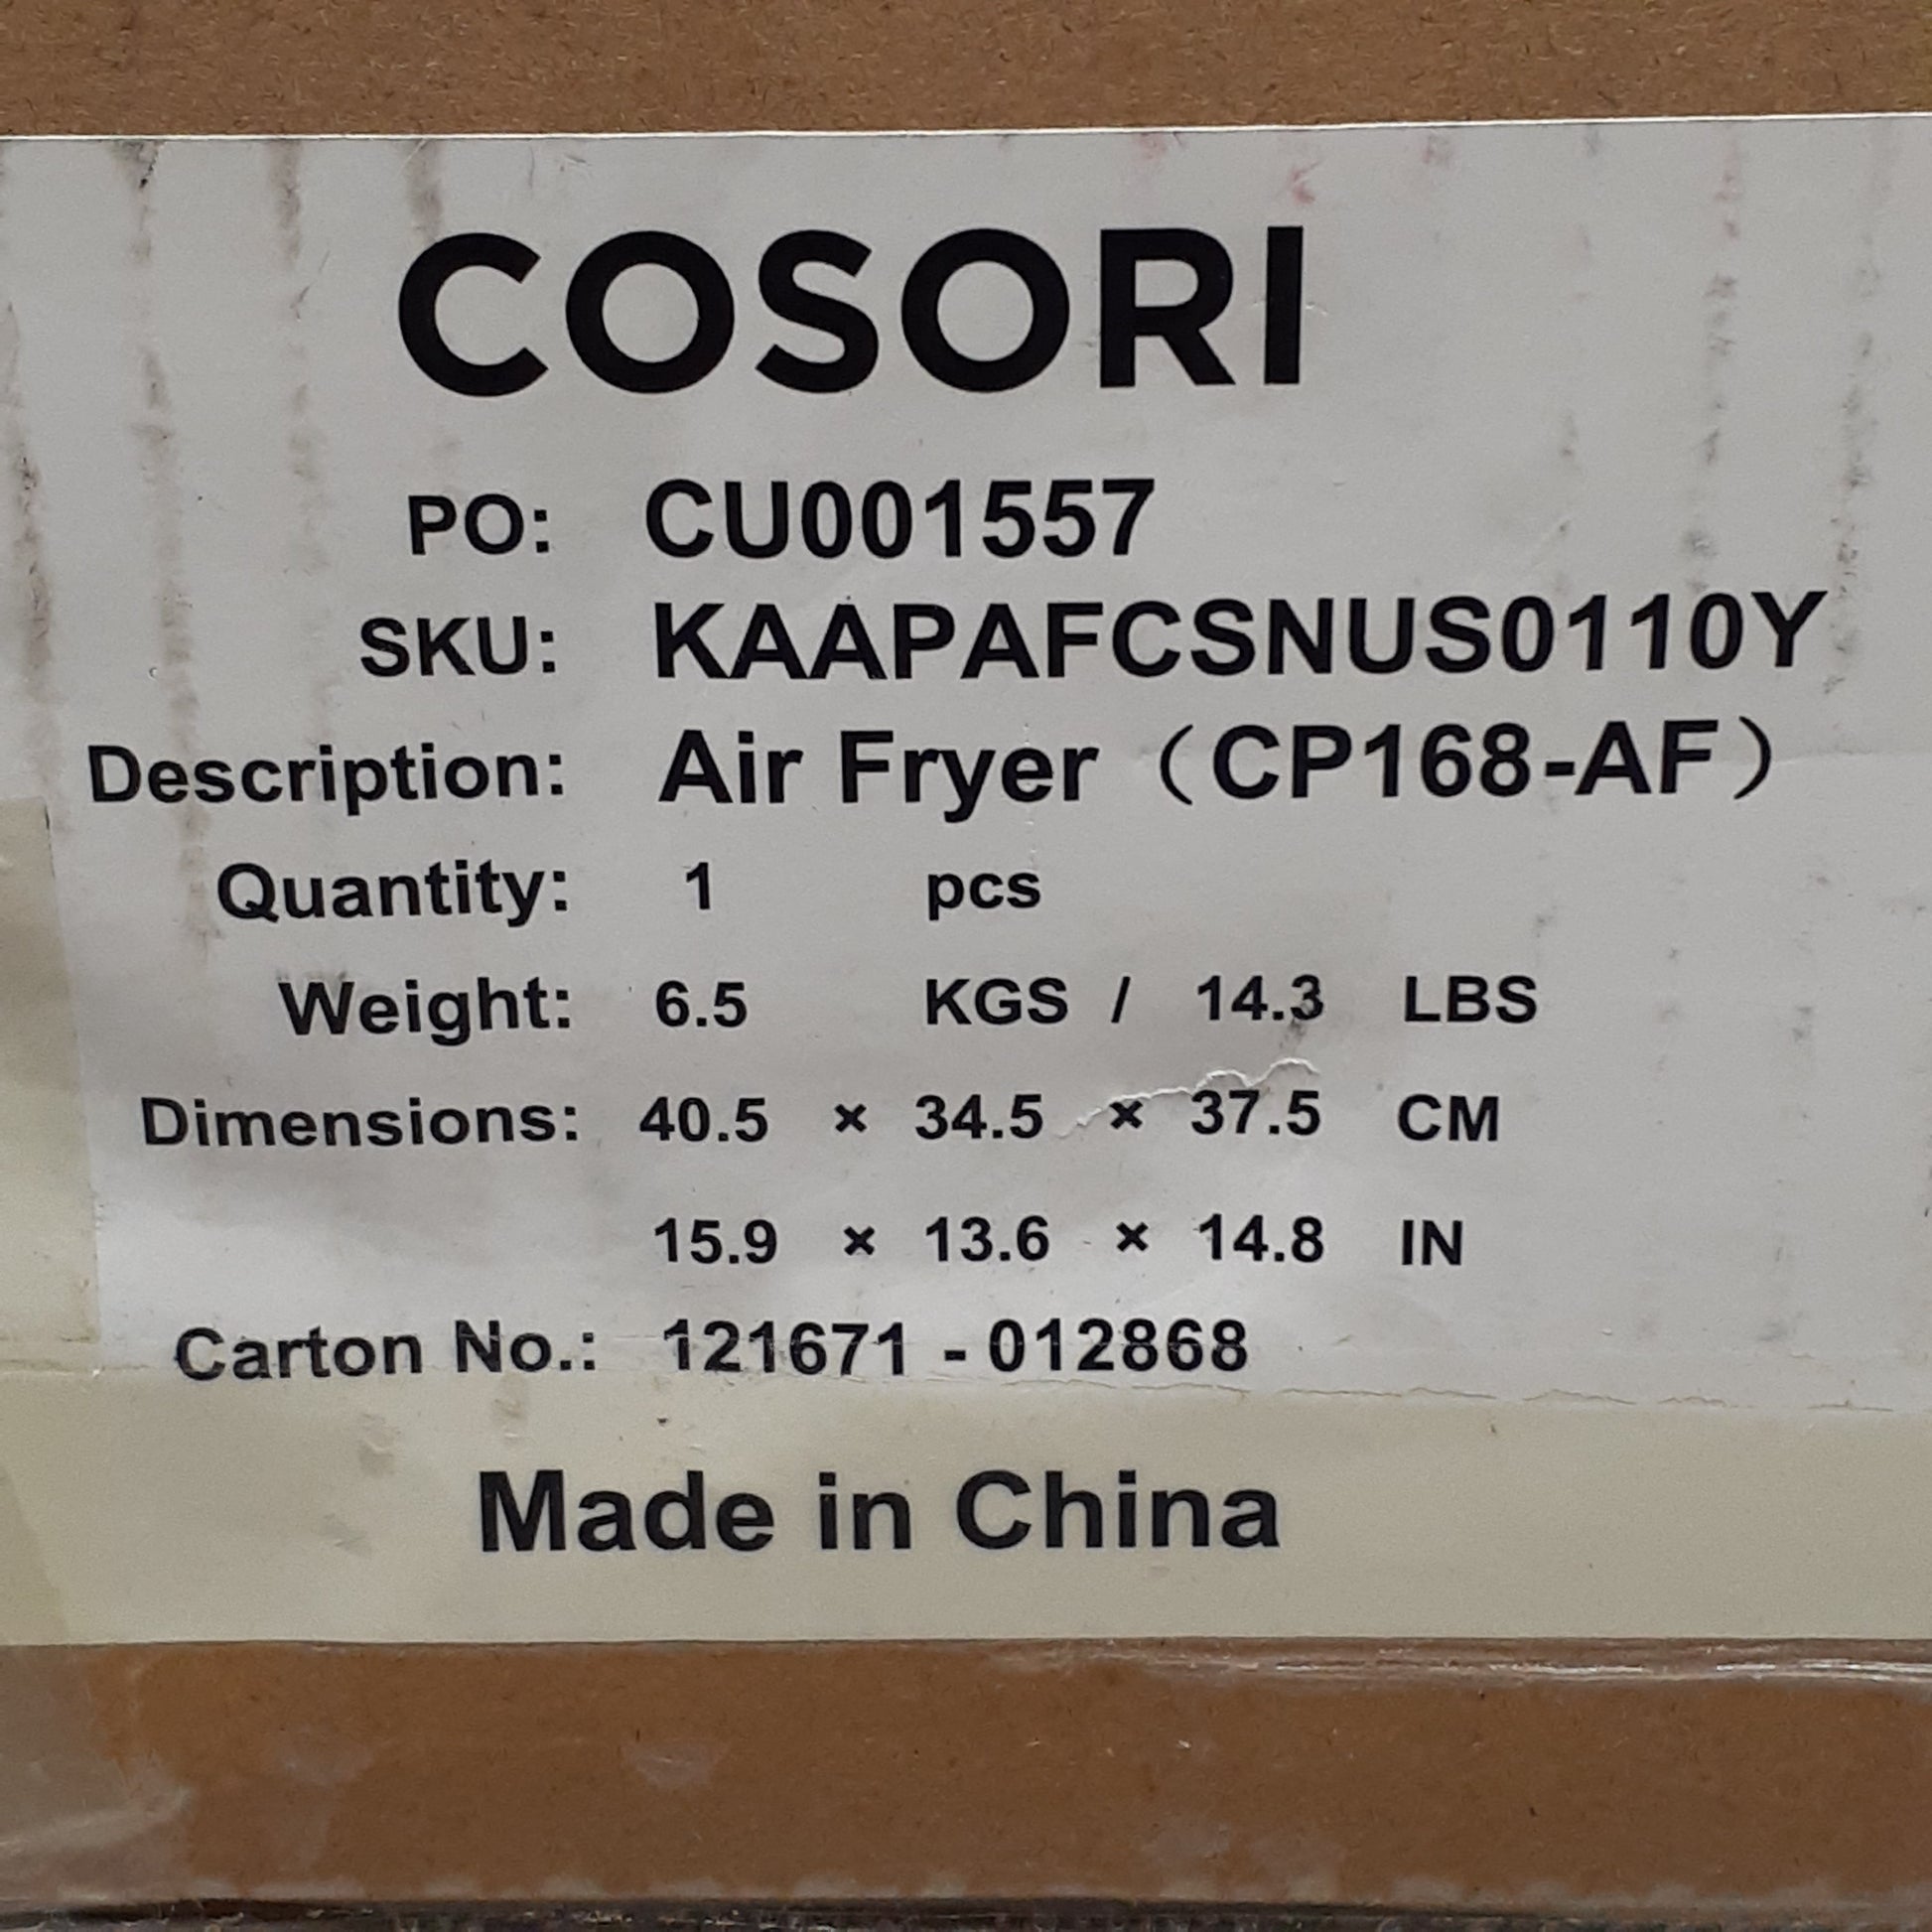 COSORI
PO: CU001557
SKU: KAAPAFCSNUS0110Y
Description: Air Fryer（CP168-AF）
Quantity: 1 pcs
Weight: 6.5 KGS / 14.3 LBS
Dimensions: 40.5 × 34.5 × 37.5 CM
15.9 × 13.6 × 14.8 IN
Carton No.: 121671 - 012868
Made in China